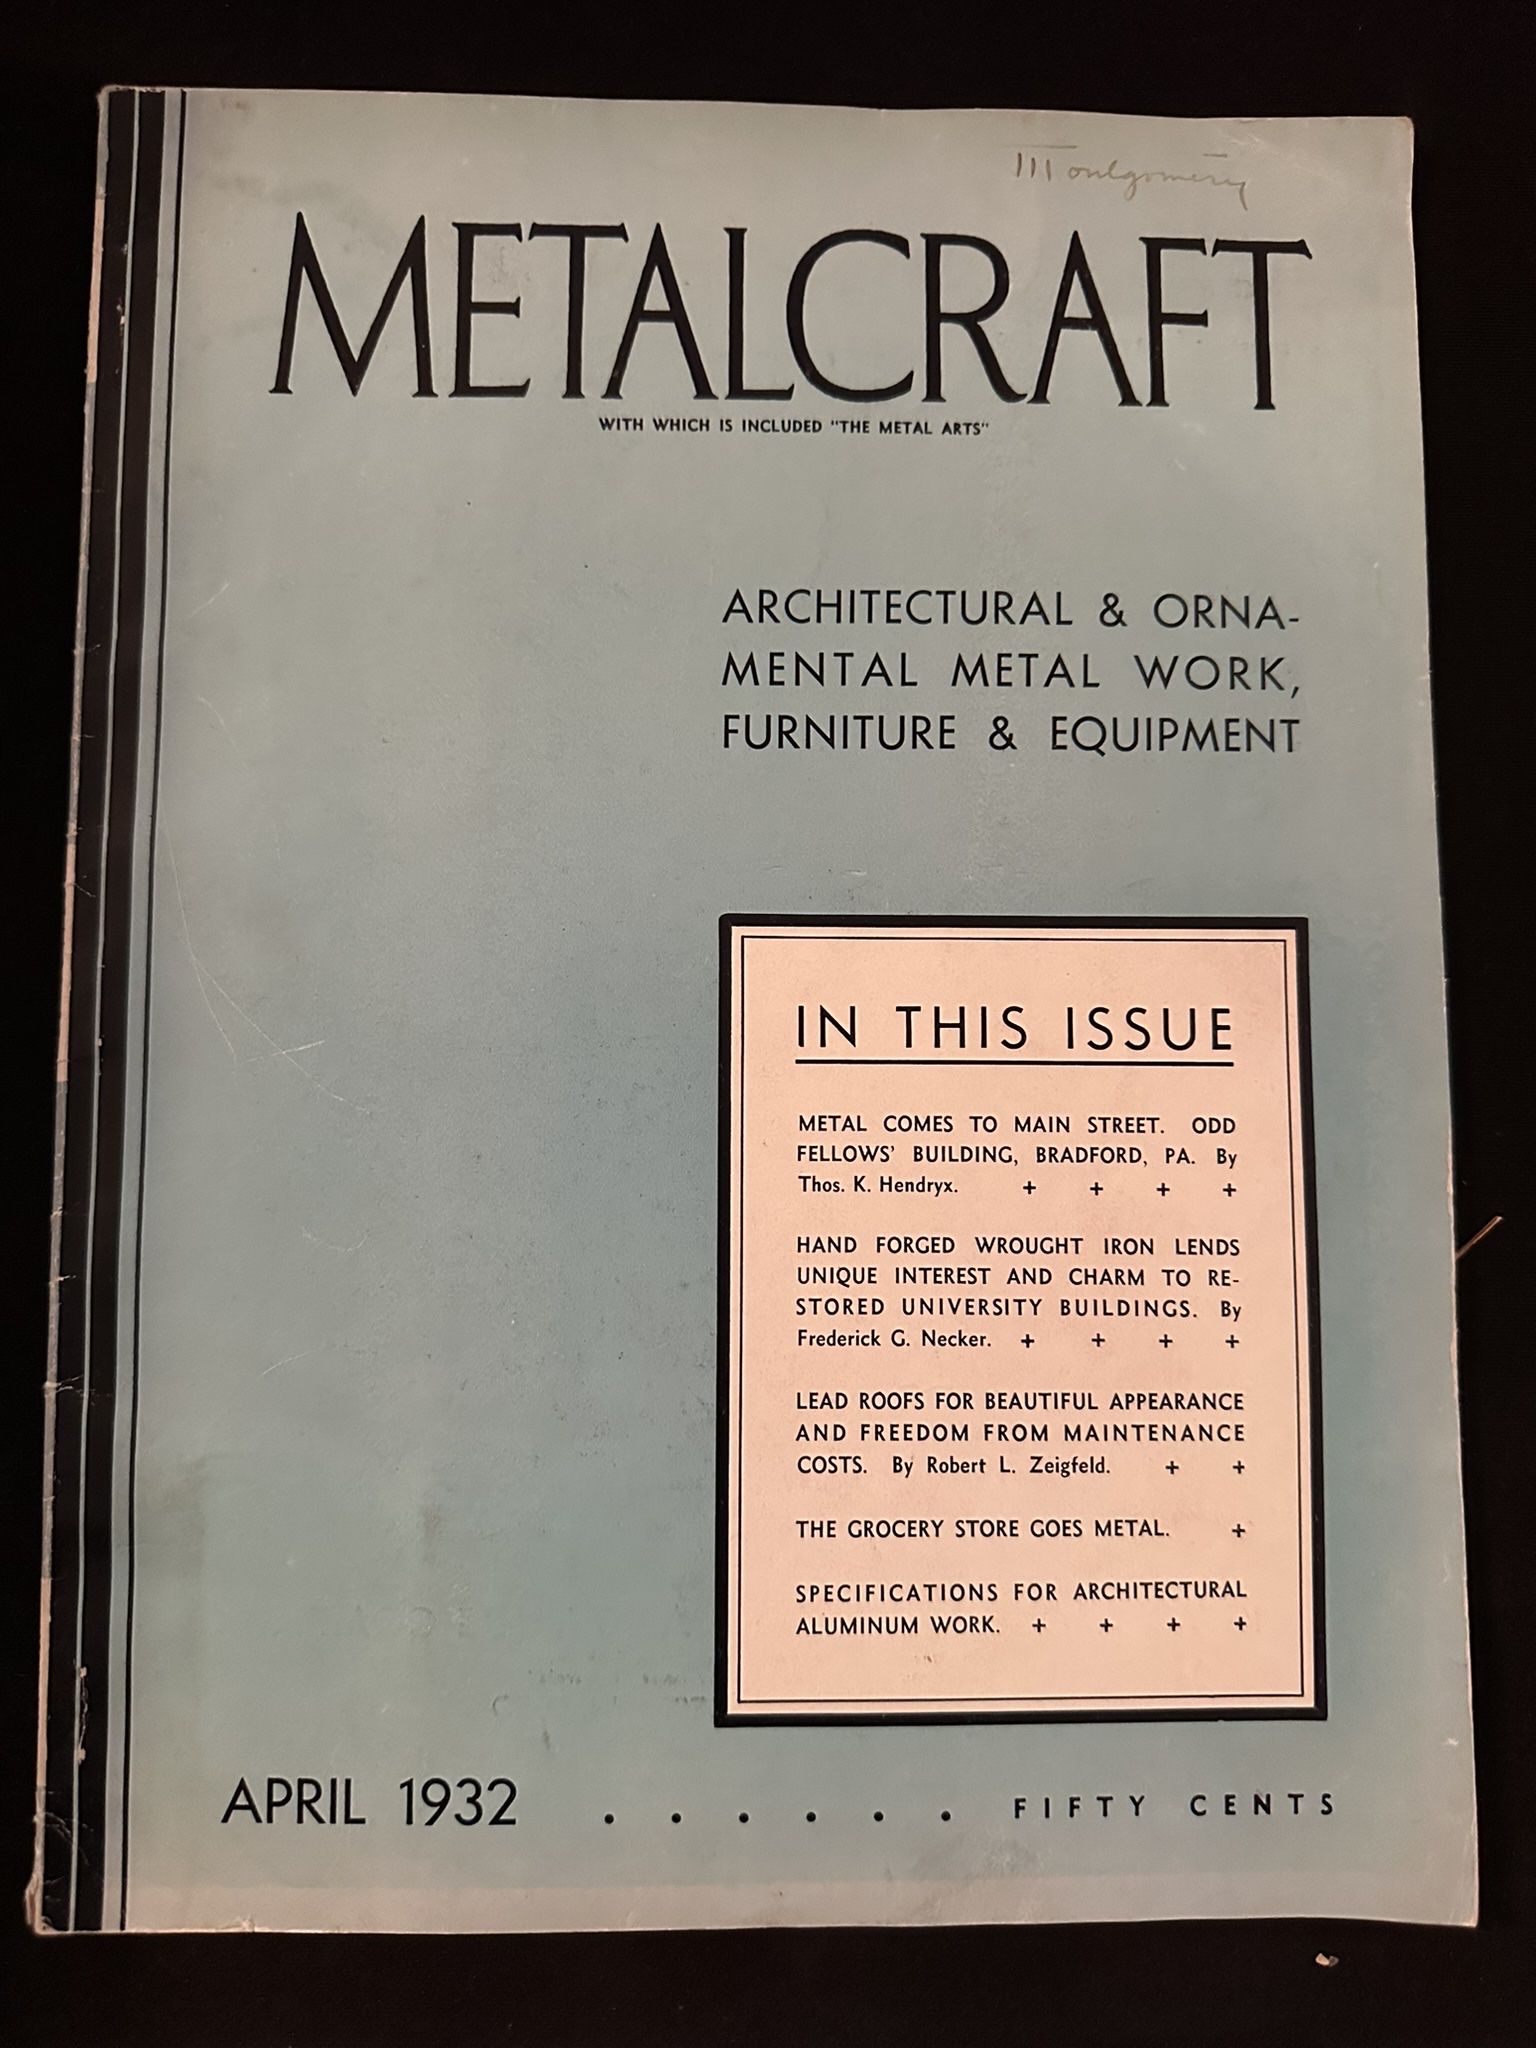 Montgomery
METALCRAFT
WITH WHICH IS INCLUDED "THE METAL ARTS"
ARCHITECTURAL & ORNA-
MENTAL METAL WORK,
FURNITURE & EQUIPMENT
IN THIS ISSUE
METAL COMES TO MAIN STREET. ODD
FELLOWS' BUILDING, BRADFORD, PA. By
Thos. K. Hendryx. + + + +
HAND FORGED WROUGHT IRON LENDS
UNIQUE INTEREST AND CHARM TO RE-
STORED UNIVERSITY BUILDINGS. By
Frederick G. Necker. + + + +
LEAD ROOFS FOR BEAUTIFUL APPEARANCE
AND FREEDOM FROM MAINTENANCE
COSTS. By Robert L. Zeigfeld. + +
THE GROCERY STORE GOES METAL. +
SPECIFICATIONS FOR ARCHITECTURAL
ALUMINUM WORK. + + + +
APRIL 1932 . . . . . . FIFTY CENTS